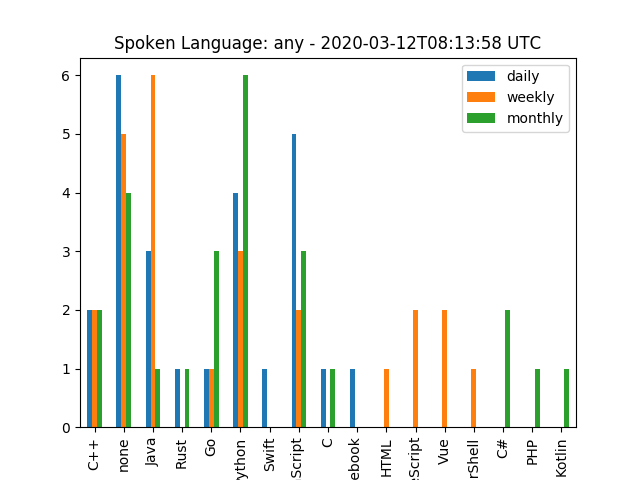 Spoken Language: any - 2020-03-12T08:13:58 UTC
daily
weekly
monthly
6
5
4
3
2
1
0
C++
none
Java
Rust
Go
ython
Swift
Script
C
ebook
HTML
Script
Vue
rShell
C#
PHP
Kotlin